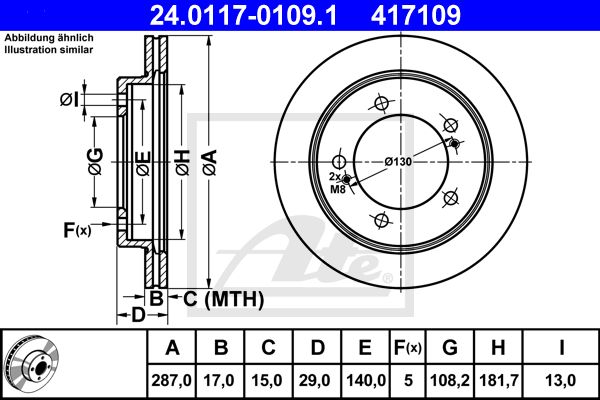 24.0117-0109.1 417109
Abbildung ähnlich
Illustration similar
ØI
ØG
ØE
ØH
ØA
F(x)
B
C (MTH)
D
Ø130
2x
M8
Ate
A B C D E F(x) G H I
287,0 17,0 15,0 29,0 140,0 5 108,2 181,7 13,0